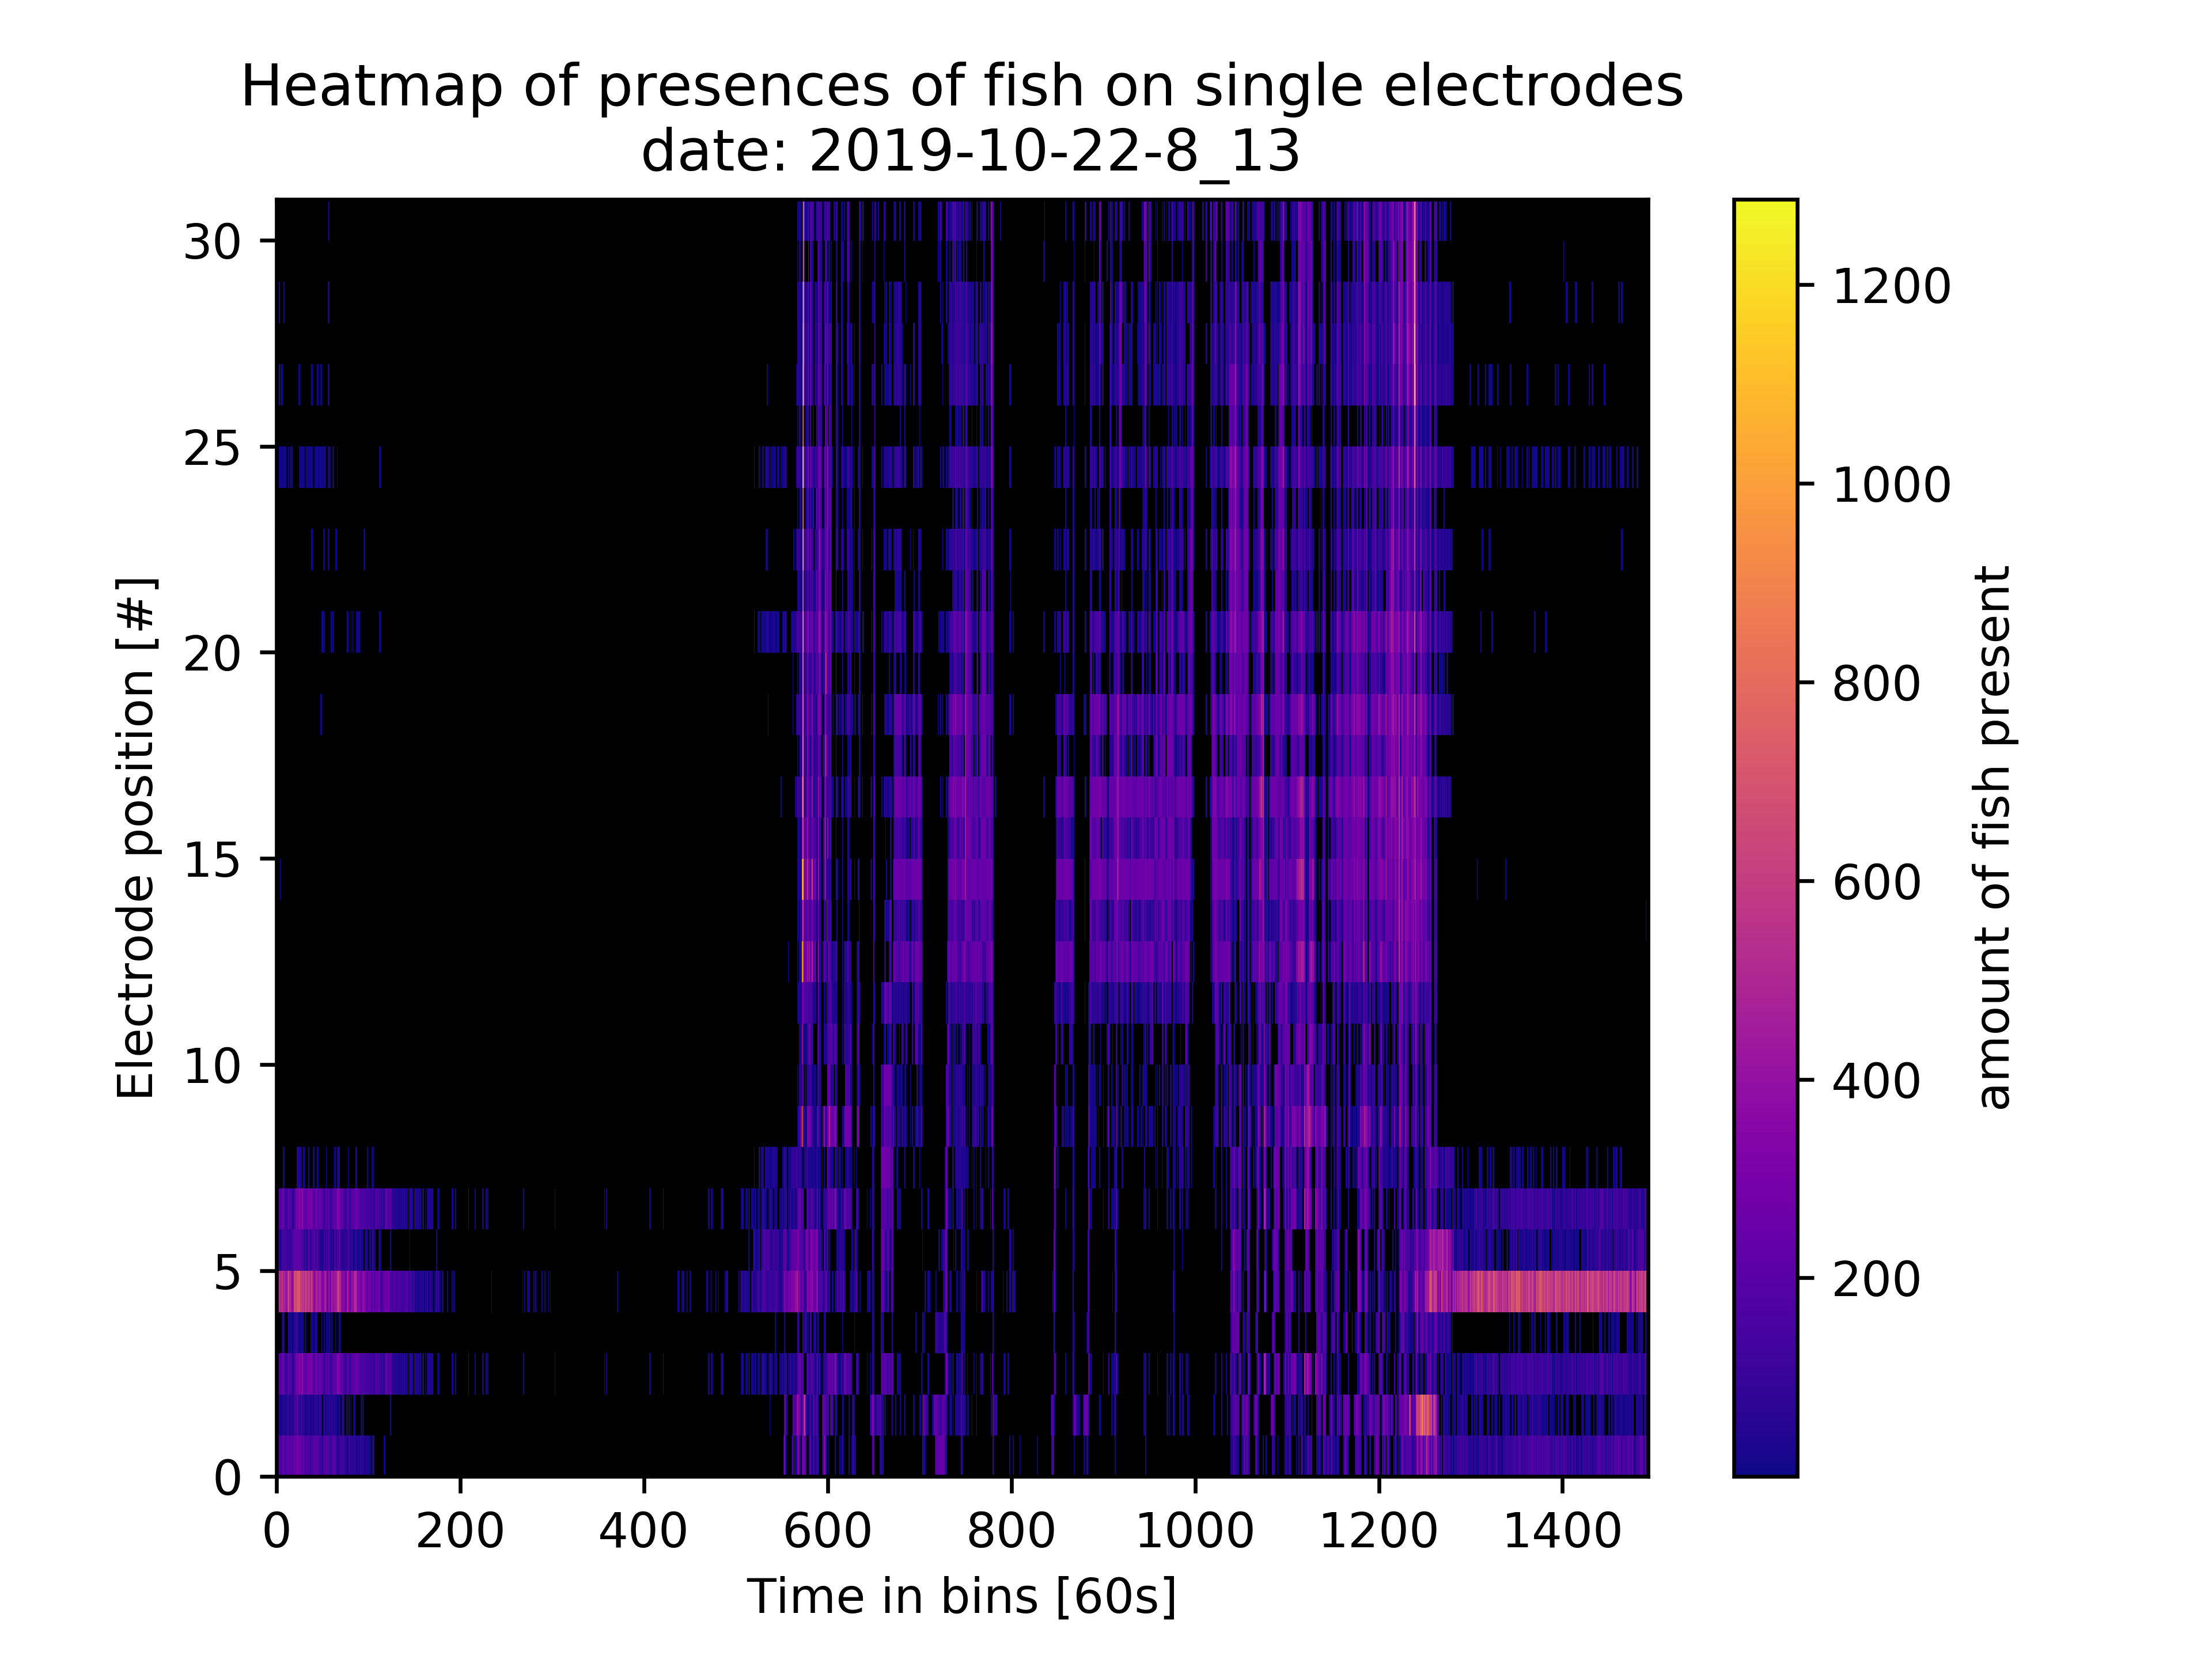 Heatmap of presences of fish on single electrodes
date: 2019-10-22-8_13
Electrode position [#]
30
25
20
15
10
5
0
0 200 400 600 800 1000 1200 1400
Time in bins [60s]
1200
1000
800
600
400
200
amount of fish present